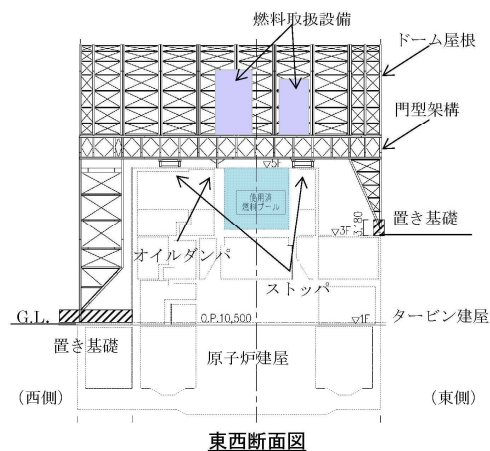 燃料取扱設備
ドーム屋根
門型架構
▽5F
使用済
燃料プール
置き基礎
▽3F
3,180
オイルダンパ
ストッパ
G.L.
O.P.10,500
▽1F
タービン建屋
置き基礎
原子炉建屋
（西側）
（東側）
東西断面図